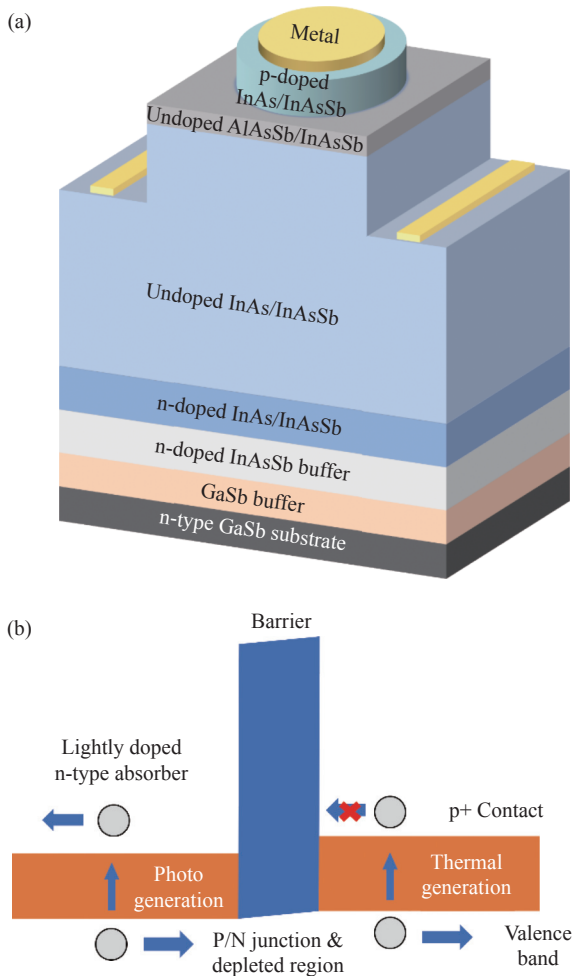 (a)
Metal
p-doped
InAs/InAsSb
Undoped AlAsSb/InAsSb
Undoped InAs/InAsSb
n-doped InAs/InAsSb
n-doped InAsSb buffer
GaSb buffer
n-type GaSb substrate
(b)
Barrier
Lightly doped
n-type absorber
p+ Contact
Photo
generation
Thermal
generation
P/N junction &
depleted region
Valence
band